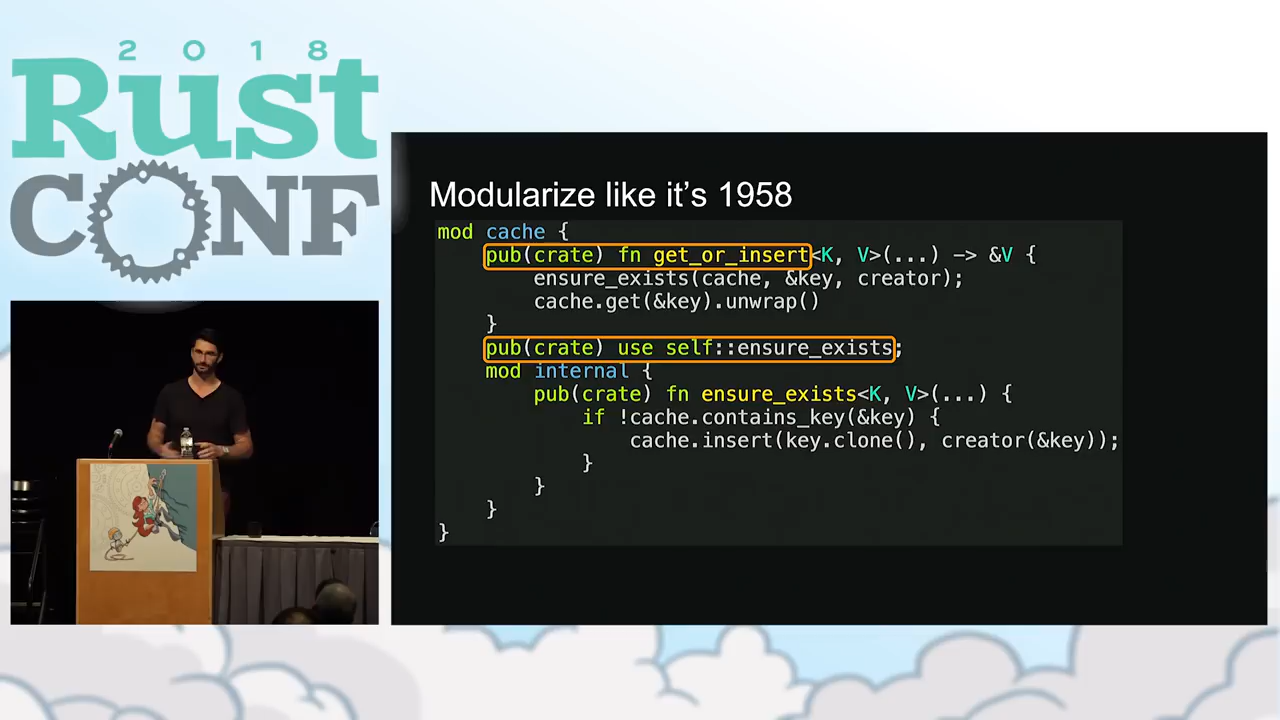 2018
Rust
CONF
Modularize like it's 1958
mod cache {
    pub(crate) fn get_or_insert<K, V>(...) -> &V {
        ensure_exists(cache, &key, creator);
        cache.get(&key).unwrap()
    }
    pub(crate) use self::ensure_exists;
    mod internal {
        pub(crate) fn ensure_exists<K, V>(...) {
            if !cache.contains_key(&key) {
                cache.insert(key.clone(), creator(&key));
            }
        }
    }
}